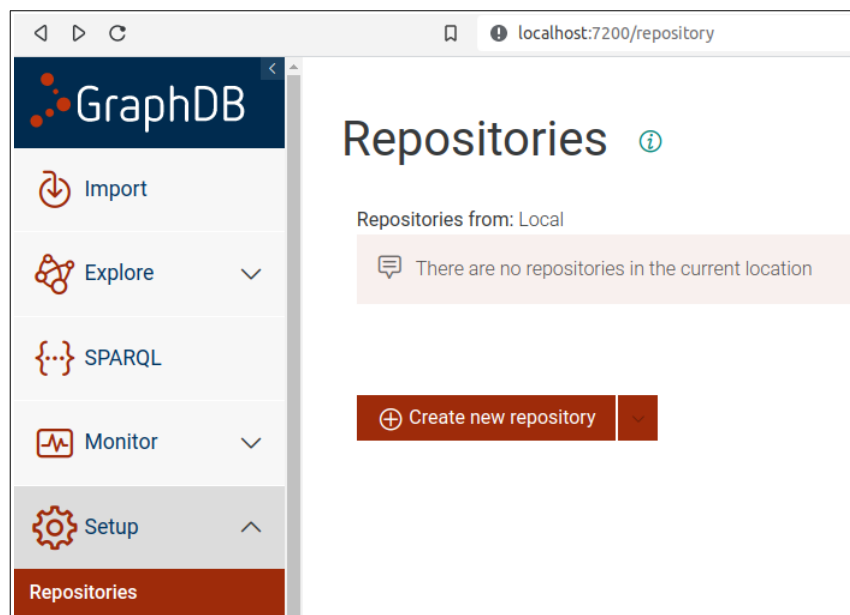 localhost:7200/repository
GraphDB
Import
Explore
SPARQL
Monitor
Setup
Repositories
Repositories
Repositories from: Local
There are no repositories in the current location
Create new repository